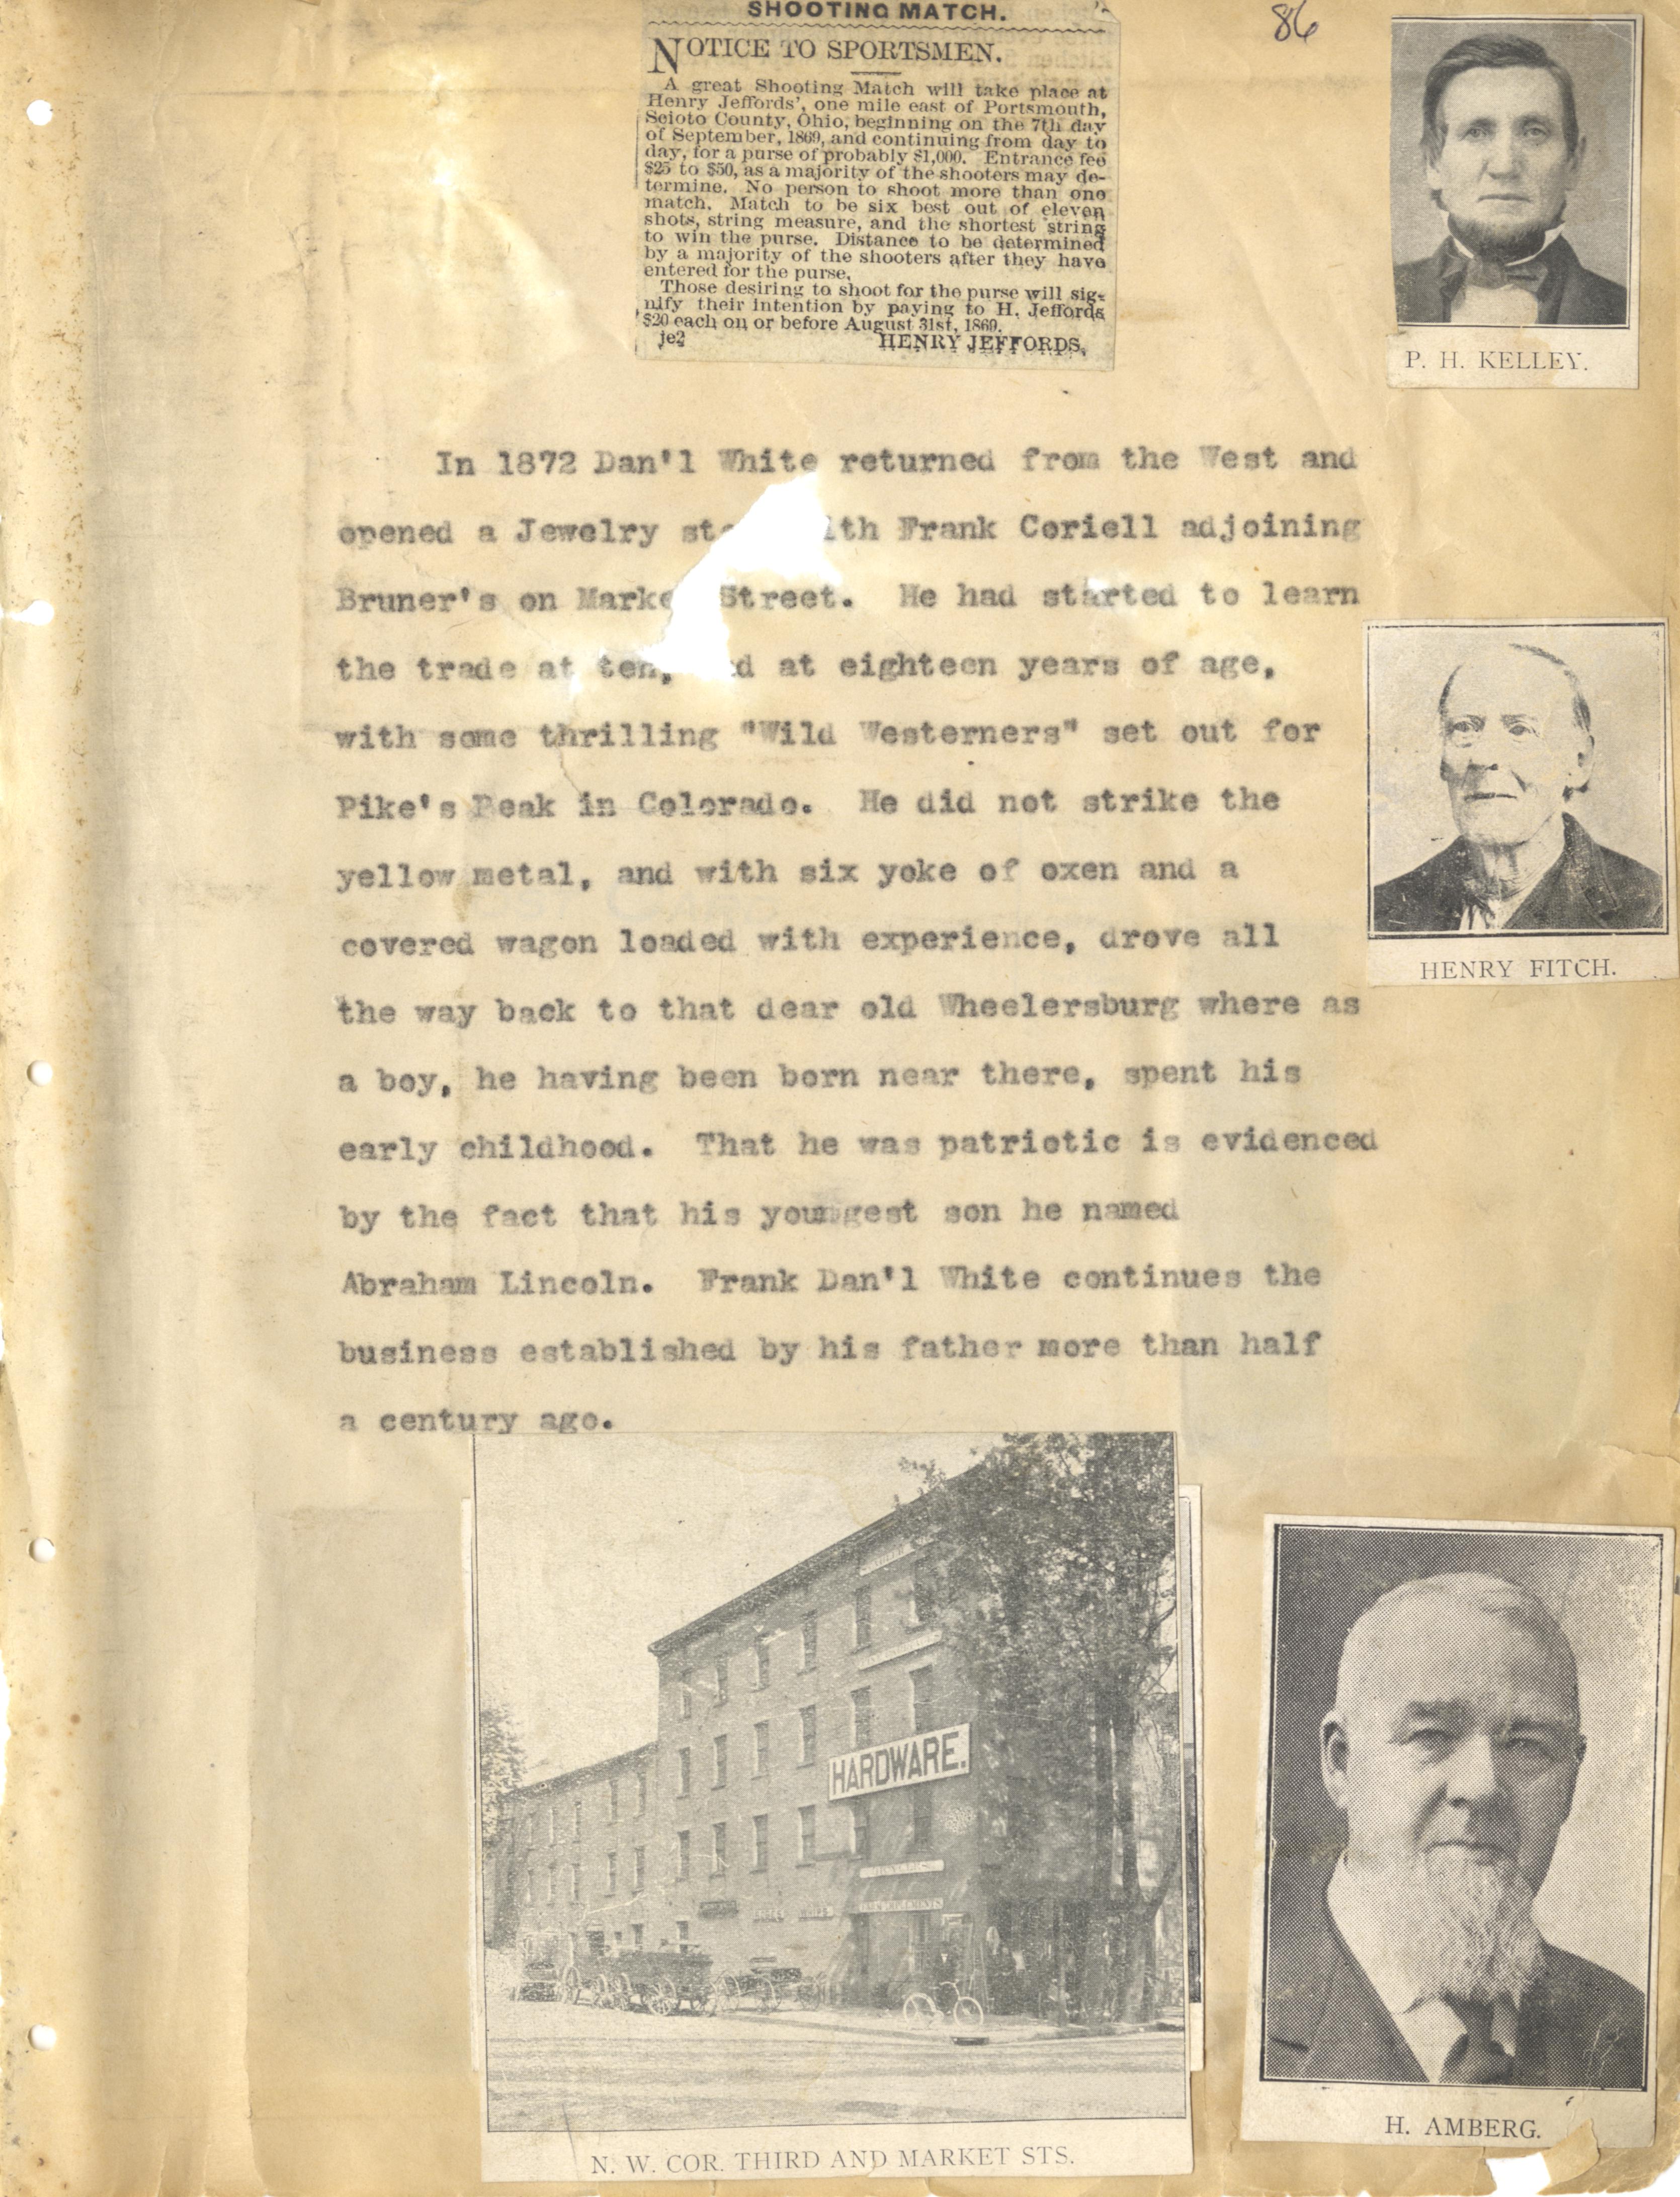 SHOOTING MATCH.
NOTICE TO SPORTSMEN.
A great Shooting Match will take place at
Henry Jeffords', one mile east of Portsmouth,
Scioto County, Ohio, beginning on the 7th day
of September, 1869, and continuing from day to
day, for a purse of probably $1,000. Entrance fee
$25 to $50, as a majority of the shooters may de-
termine. No person to shoot more than one
match. Match to be six best out of eleven
shots, string measure, and the shortest string
to win the purse. Distance to be determined
by a majority of the shooters after they have
entered for the purse.
Those desiring to shoot for the purse will sig-
nify their intention by paying to H. Jeffords
$20 each on or before August 31st, 1869.
je2 HENRY JEFFORDS.
86
P. H. KELLEY.
In 1872 Dan'l White returned from the West and
opened a Jewelry Frank Coriell adjoining
Bruner's on Street. He had started to learn
the trade at ten, at eighteen years of age,
with some thrilling "Wild Westerners" set out for
Pike's Peak in Colorado. He did not strike the
yellow metal, and with six yoke of oxen and a
covered wagon loaded with experience, drove all
the way back to that dear old Wheelersburg where as
a boy, he having been born near there, spent his
early childhood. That he was patriotic is evidenced
by the fact that his youngest son he named
Abraham Lincoln. Frank Dan'l White continues the
business established by his father more than half
a century ago.
HENRY FITCH.
HARDWARE.
N. W. COR. THIRD AND MARKET STS.
H. AMBERG.